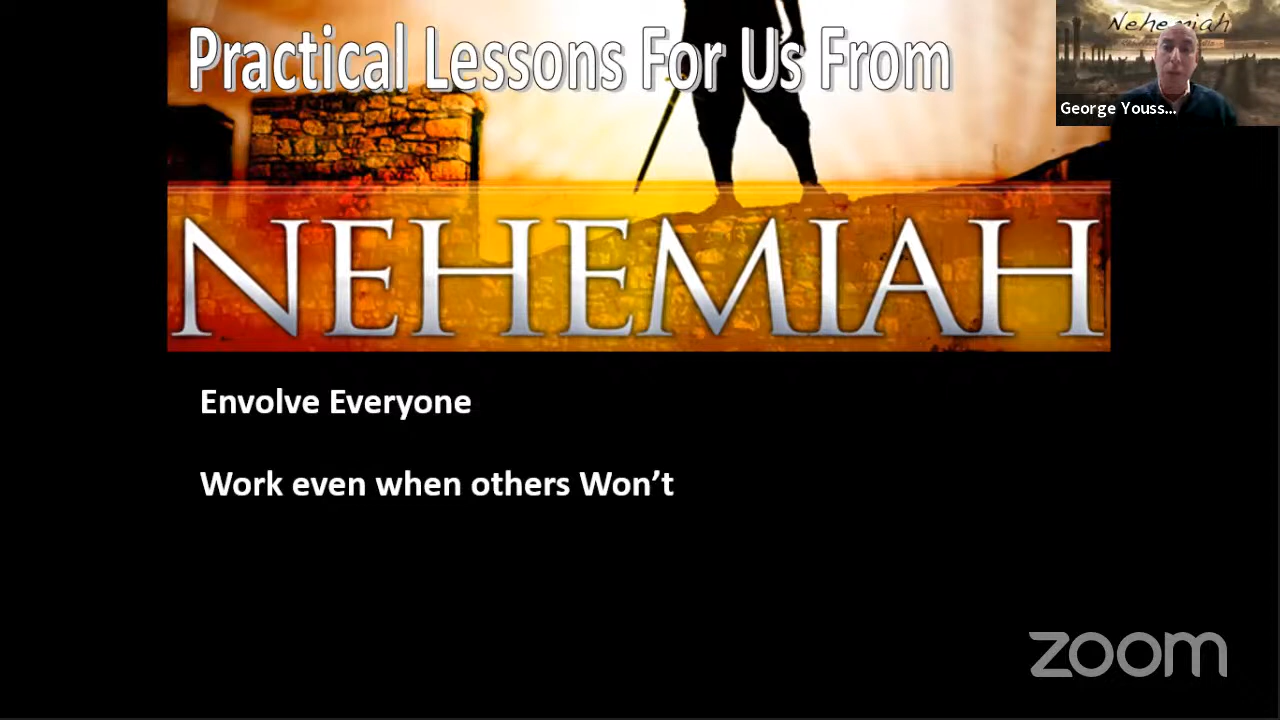 Practical Lessons For Us From
Nehemiah
George Youss...
NEHEMIAH
Envolve Everyone
Work even when others Won’t
zoom